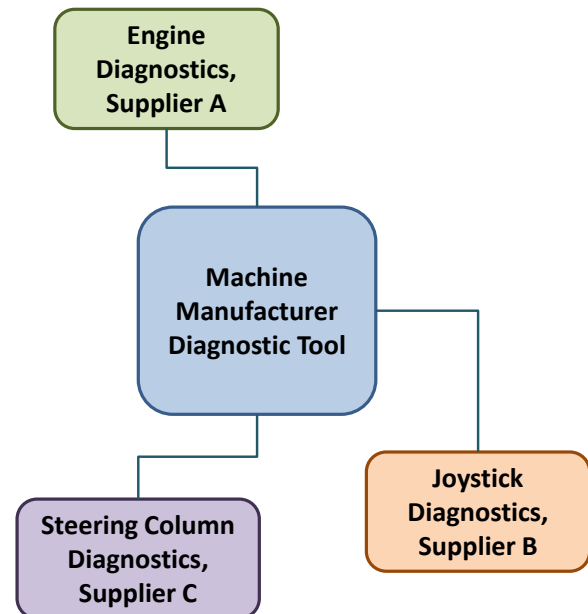 Engine
Diagnostics,
Supplier A
Machine
Manufacturer
Diagnostic Tool
Joystick
Diagnostics,
Supplier B
Steering Column
Diagnostics,
Supplier C